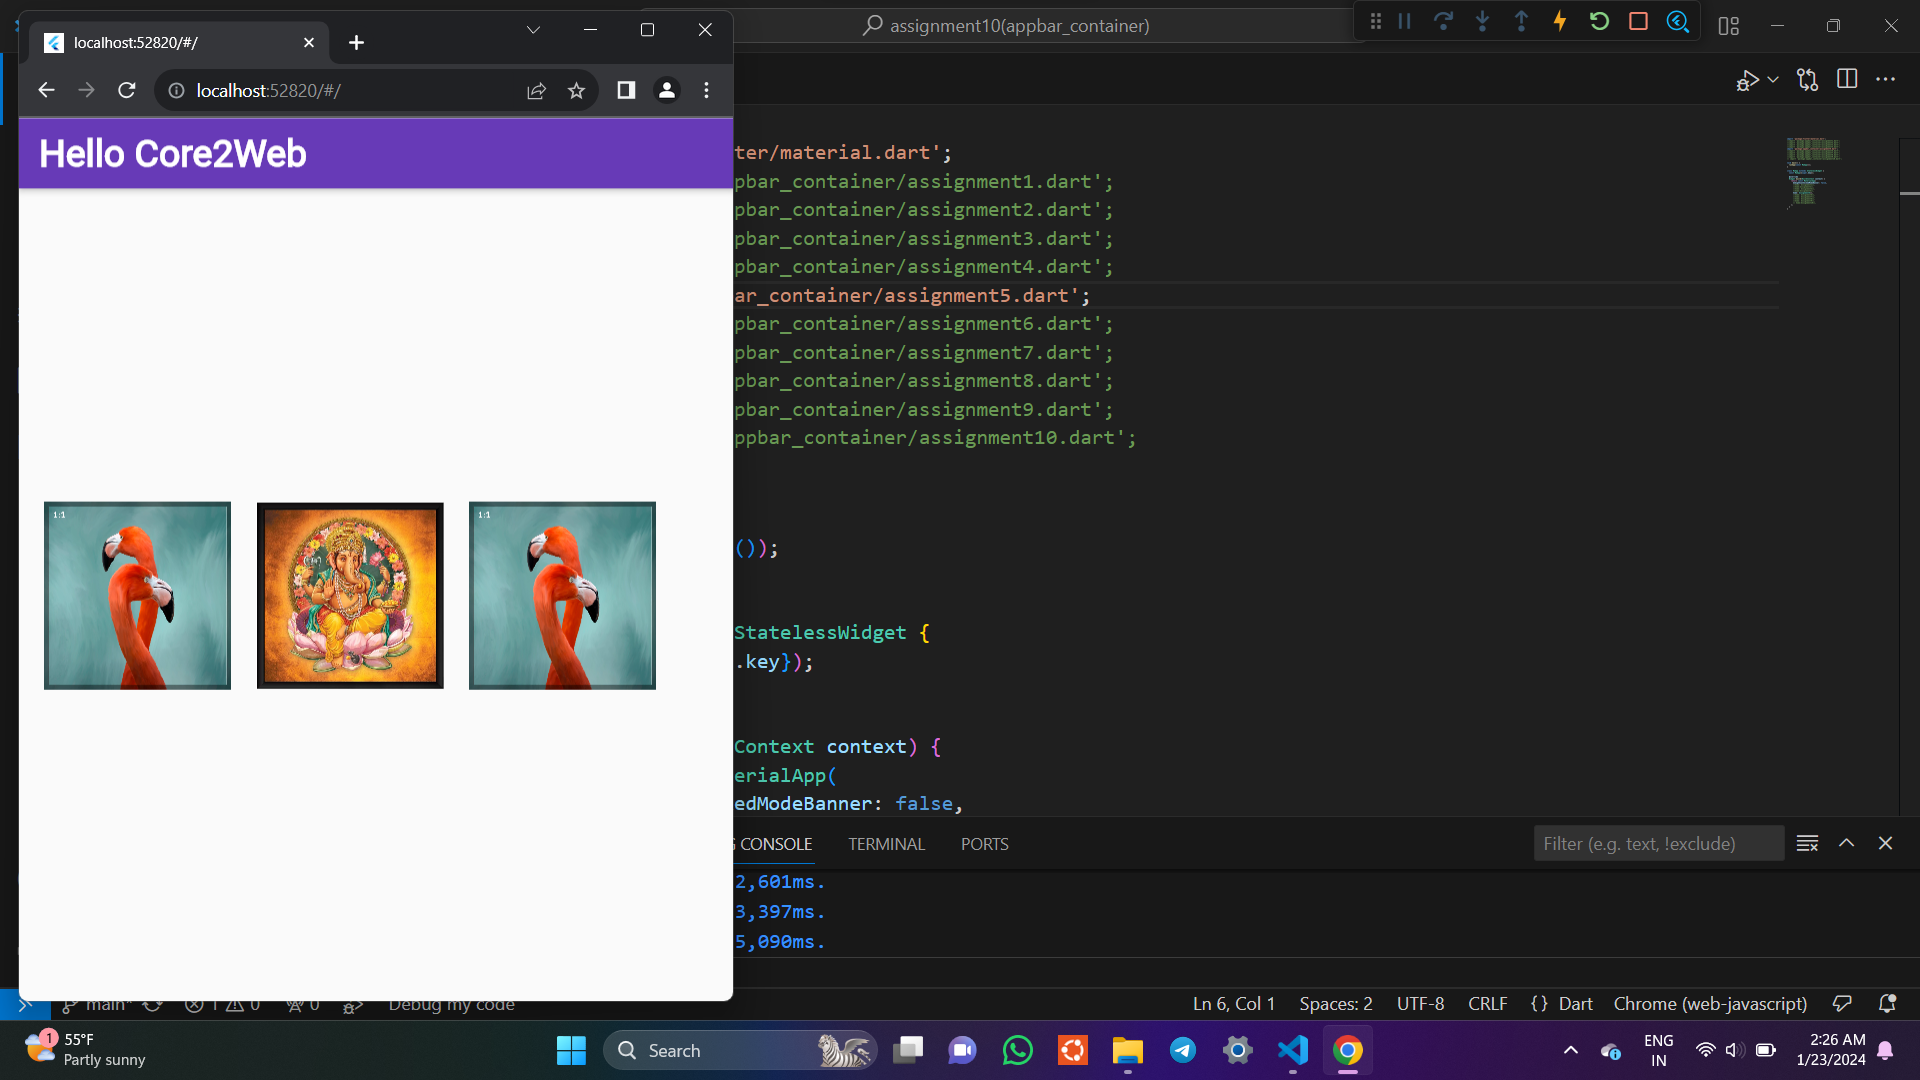 localhost:52820/#/
assignment10(appbar_container)
localhost:52820/#/
Hello Core2Web
1:1
1:1
ter/material.dart';
pbar_container/assignment1.dart';
pbar_container/assignment2.dart';
pbar_container/assignment3.dart';
pbar_container/assignment4.dart';
ar_container/assignment5.dart';
pbar_container/assignment6.dart';
pbar_container/assignment7.dart';
pbar_container/assignment8.dart';
pbar_container/assignment9.dart';
ppbar_container/assignment10.dart';
());
StatelessWidget {
.key});
Context context) {
erialApp(
edModeBanner: false,
CONSOLE TERMINAL PORTS Filter (e.g. text, !exclude)
2,601ms.
3,397ms.
5,090ms.
main* 1 0 0 Debug my code Ln 6, Col 1 Spaces: 2 UTF-8 CRLF {} Dart Chrome (web-javascript)
1
55°F
Partly sunny
Search
ENG
IN
2:26 AM
1/23/2024